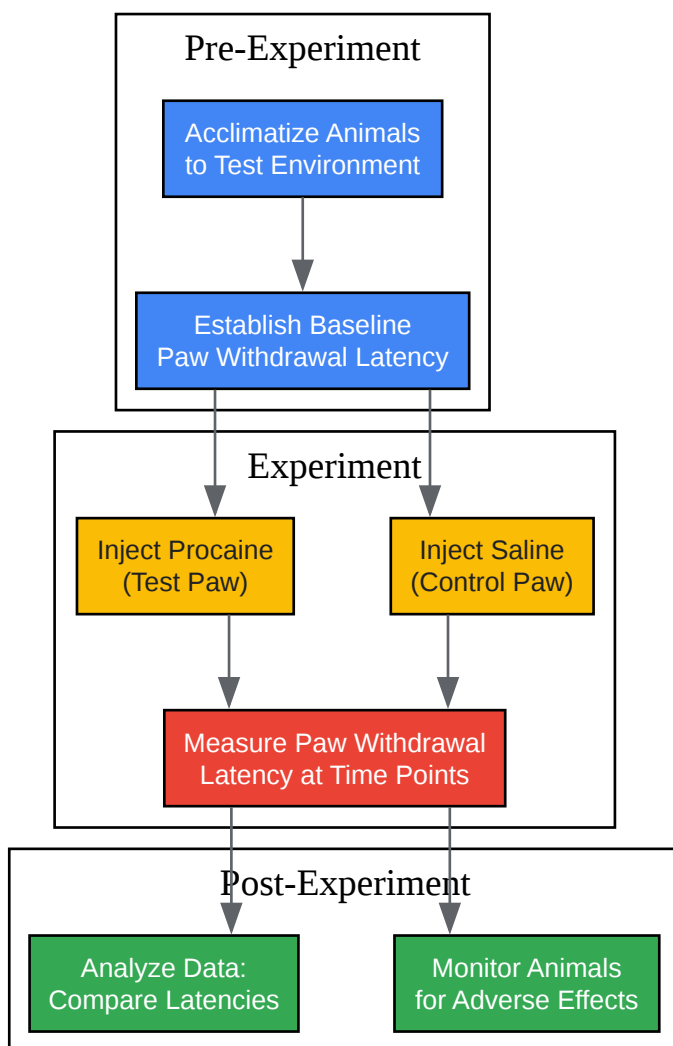 Pre-Experiment
Acclimatize Animals
to Test Environment
Establish Baseline
Paw Withdrawal Latency
Experiment
Inject Procaine
(Test Paw)
Inject Saline
(Control Paw)
Measure Paw Withdrawal
Latency at Time Points
Post-Experiment
Analyze Data:
Compare Latencies
Monitor Animals
for Adverse Effects